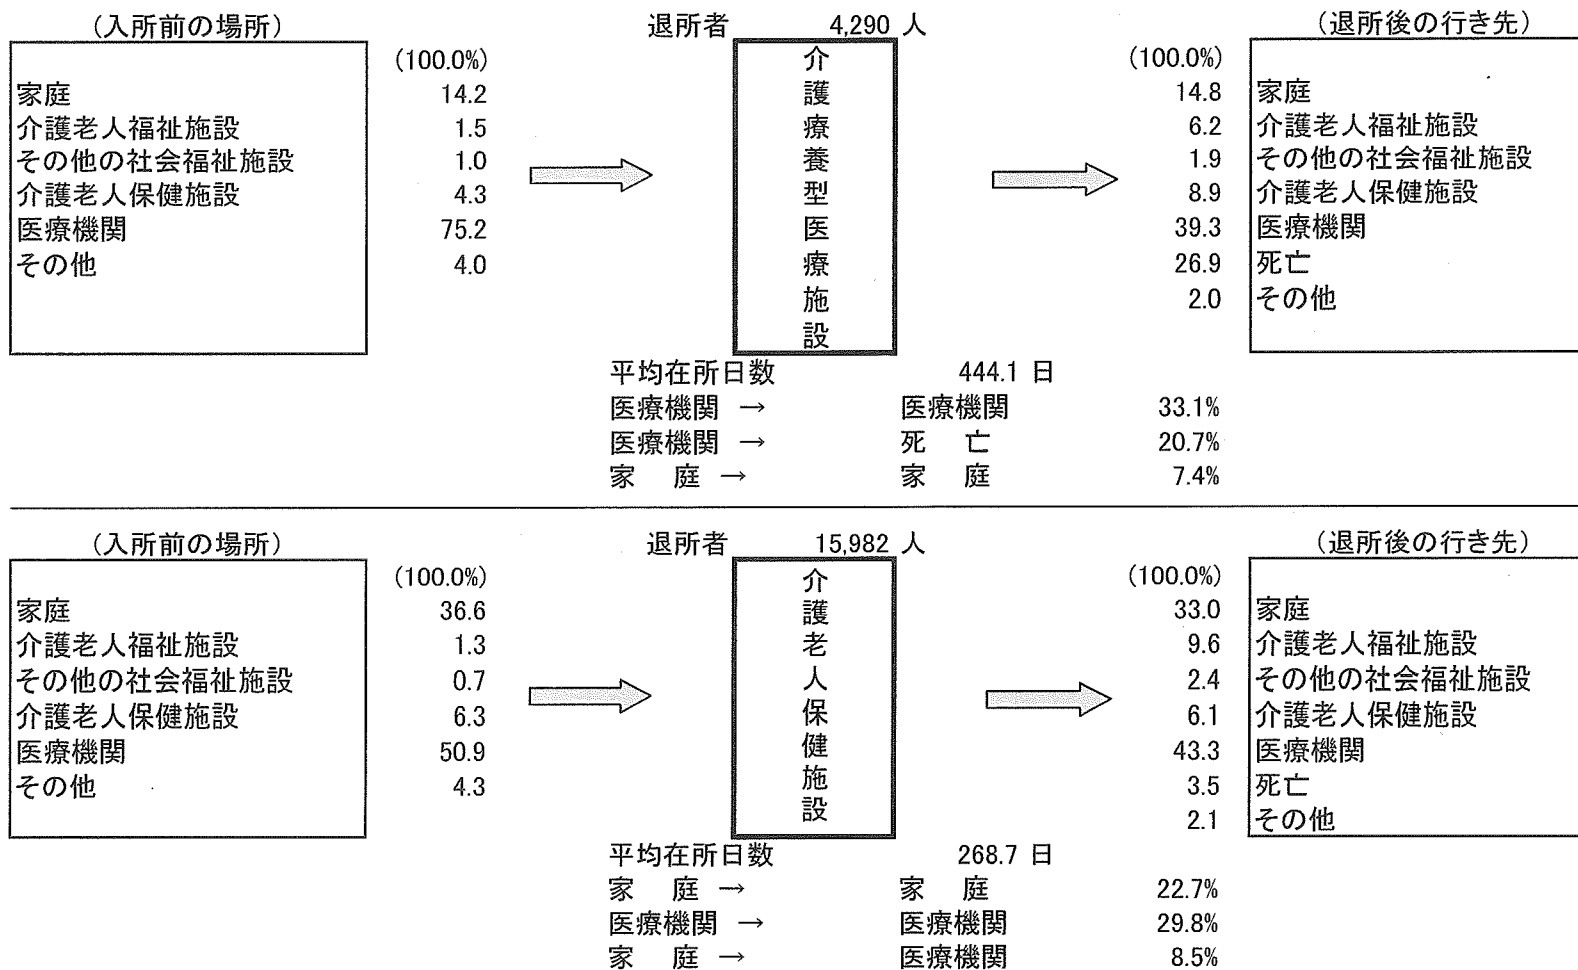 （入所前の場所） 退所者 4,290 人 （退所後の行き先）
(100.0%) (100.0%)
介護療養型医療施設
家庭 14.2 14.8 家庭
介護老人福祉施設 1.5 6.2 介護老人福祉施設
その他の社会福祉施設 1.0 1.9 その他の社会福祉施設
介護老人保健施設 4.3 8.9 介護老人保健施設
医療機関 75.2 39.3 医療機関
その他 4.0 26.9 死亡
2.0 その他
平均在所日数 444.1 日
医療機関 → 医療機関 33.1%
医療機関 → 死 亡 20.7%
家 庭 → 家 庭 7.4%
（入所前の場所） 退所者 15,982 人 （退所後の行き先）
(100.0%) (100.0%)
介護老人保健施設
家庭 36.6 33.0 家庭
介護老人福祉施設 1.3 9.6 介護老人福祉施設
その他の社会福祉施設 0.7 2.4 その他の社会福祉施設
介護老人保健施設 6.3 6.1 介護老人保健施設
医療機関 50.9 43.3 医療機関
その他 4.3 3.5 死亡
2.1 その他
平均在所日数 268.7 日
家 庭 → 家 庭 22.7%
医療機関 → 医療機関 29.8%
家 庭 → 医療機関 8.5%